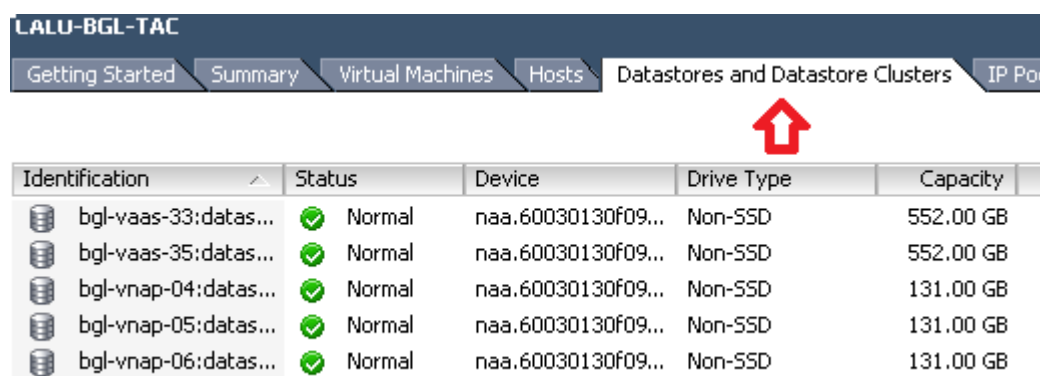 LALU-BGL-TAC
Getting Started Summary Virtual Machines Hosts Datastores and Datastore Clusters IP Poo
Identification Status Device Drive Type Capacity
bgl-vaas-33:datas... Normal naa.60030130f09... Non-SSD 552.00 GB
bgl-vaas-35:datas... Normal naa.60030130f09... Non-SSD 552.00 GB
bgl-vnap-04:datas... Normal naa.60030130f09... Non-SSD 131.00 GB
bgl-vnap-05:datas... Normal naa.60030130f09... Non-SSD 131.00 GB
bgl-vnap-06:datas... Normal naa.60030130f09... Non-SSD 131.00 GB